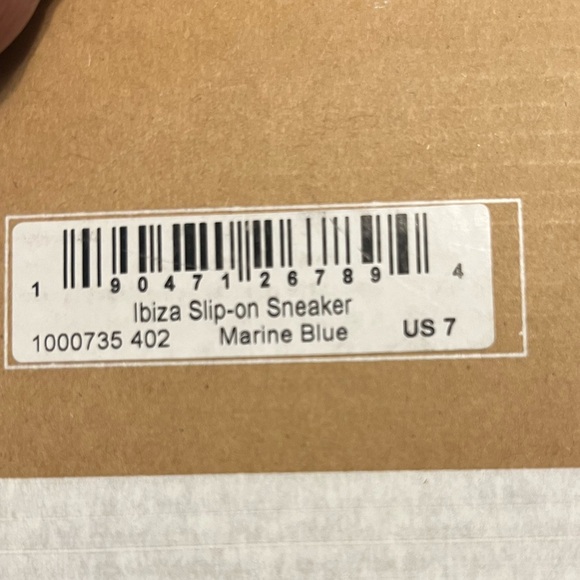 1 90471 26789 4
Ibiza Slip-on Sneaker
1000735 402 Marine Blue US 7